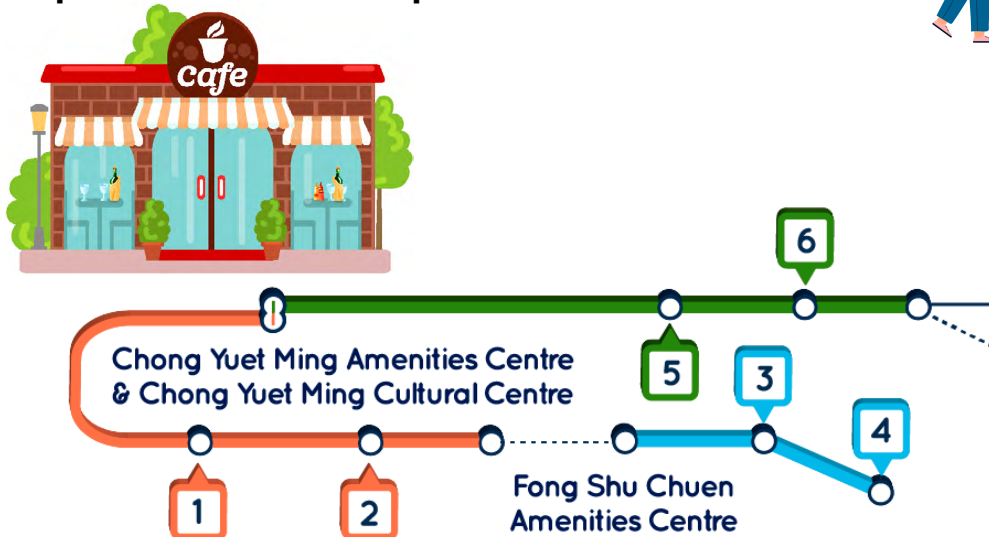 cafe
6
Chong Yuet Ming Amenities Centre
& Chong Yuet Ming Cultural Centre
5
3
4
Fong Shu Chuen
Amenities Centre
1
2